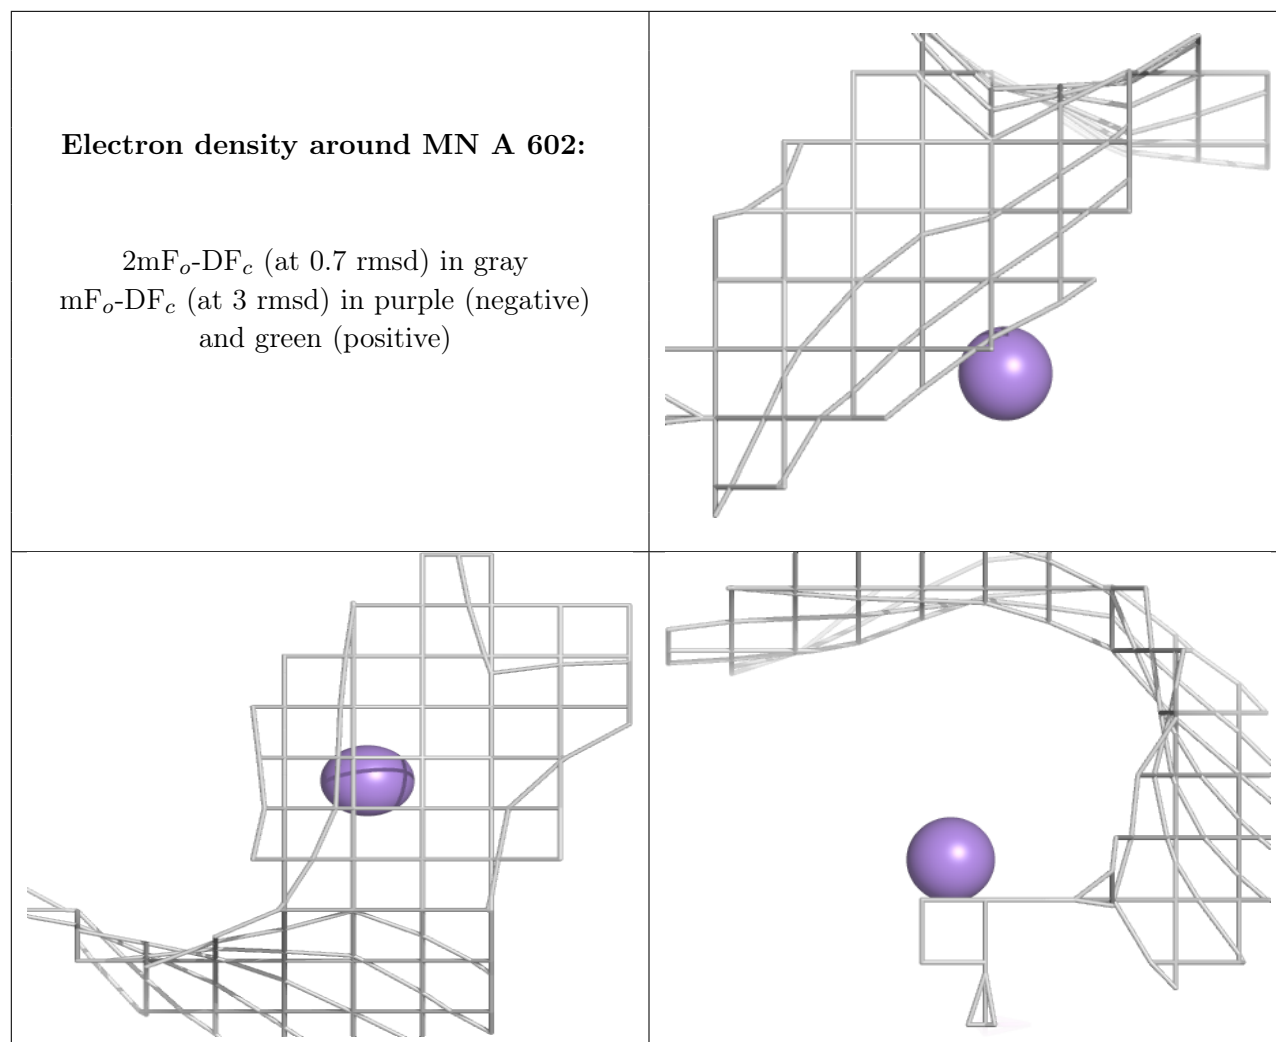 Electron density around MN A 602:
2mFo-DFc (at 0.7 rmsd) in gray
mFo-DFc (at 3 rmsd) in purple (negative)
and green (positive)